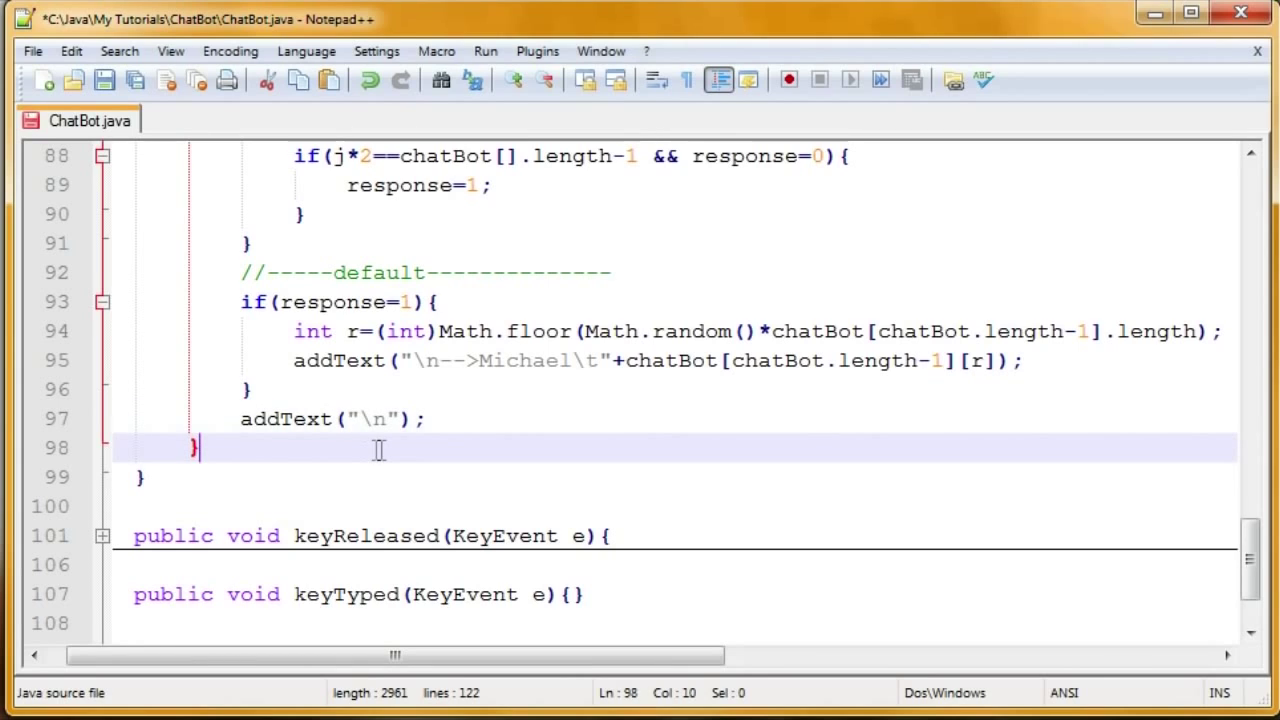 *C:\Java\My Tutorials\ChatBot\ChatBot.java - Notepad++
File Edit Search View Encoding Language Settings Macro Run Plugins Window ? X
ABC
ChatBot.java
88 if(j*2==chatBot[].length-1 && response=0){
89 response=1;
90 }
91 }
92 //-----default--------------
93 if(response=1){
94 int r=(int)Math.floor(Math.random()*chatBot[chatBot.length-1].length);
95 addText("\n-->Michael\t"+chatBot[chatBot.length-1][r]);
96 }
97 addText("\n");
98 }
99 }
100
101 public void keyReleased(KeyEvent e){
106
107 public void keyTyped(KeyEvent e){}
108
Java source file length : 2961 lines : 122 Ln : 98 Col : 10 Sel : 0 Dos\Windows ANSI INS